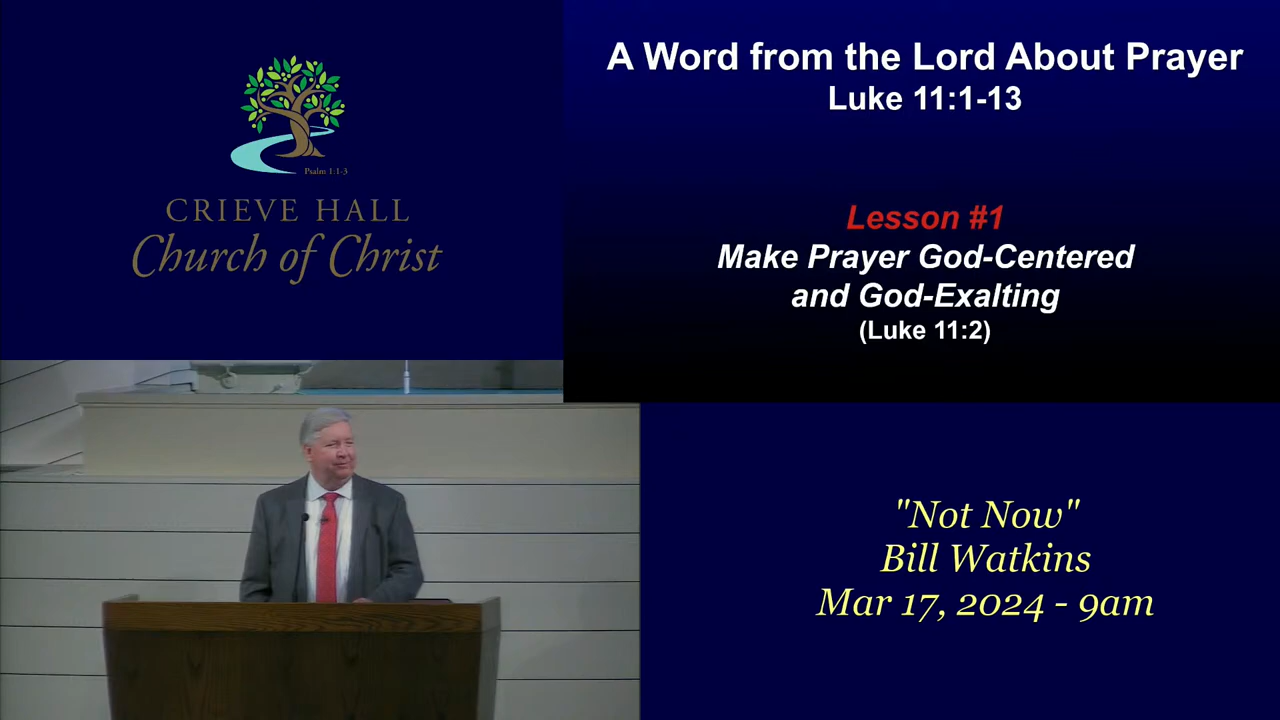 Psalm 1:1-3
CRIEVE HALL
Church of Christ
A Word from the Lord About Prayer
Luke 11:1-13
Lesson #1
Make Prayer God-Centered
and God-Exalting
(Luke 11:2)
"Not Now"
Bill Watkins
Mar 17, 2024 - 9am